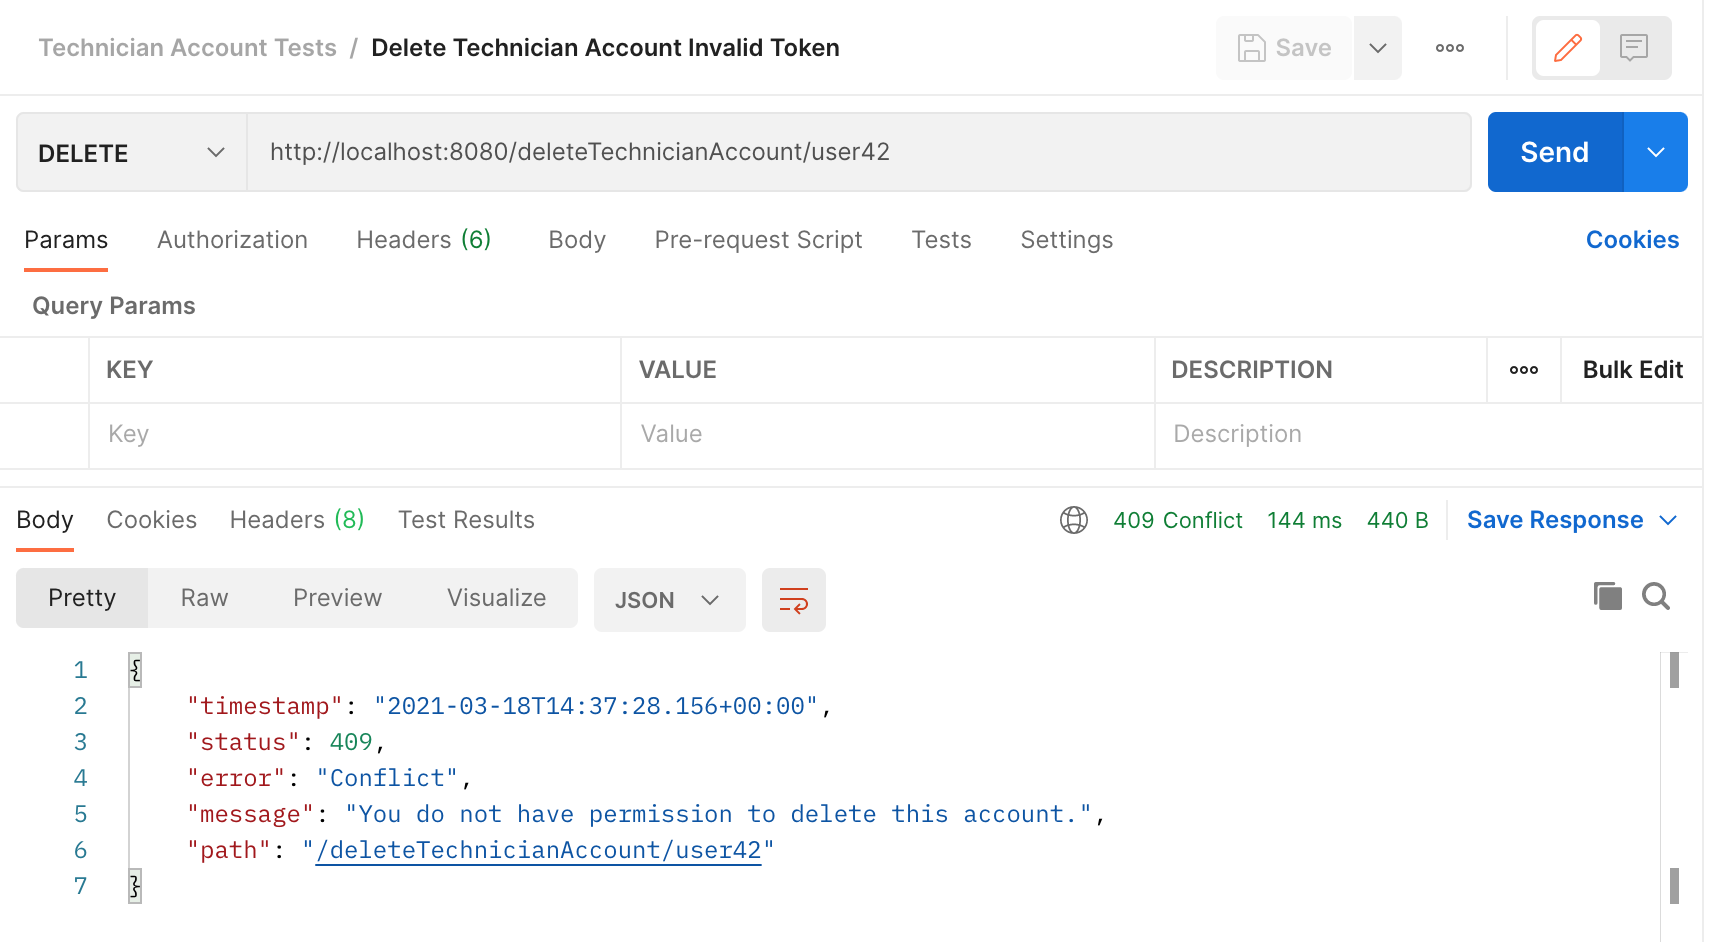 Technician Account Tests / Delete Technician Account Invalid Token
Save
DELETE
http://localhost:8080/deleteTechnicianAccount/user42
Send
Params Authorization Headers (6) Body Pre-request Script Tests Settings Cookies
Query Params
KEY VALUE DESCRIPTION Bulk Edit
Key Value Description
Body Cookies Headers (8) Test Results 409 Conflict 144 ms 440 B Save Response
Pretty Raw Preview Visualize JSON
1 {
2 "timestamp": "2021-03-18T14:37:28.156+00:00",
3 "status": 409,
4 "error": "Conflict",
5 "message": "You do not have permission to delete this account.",
6 "path": "/deleteTechnicianAccount/user42"
7 }